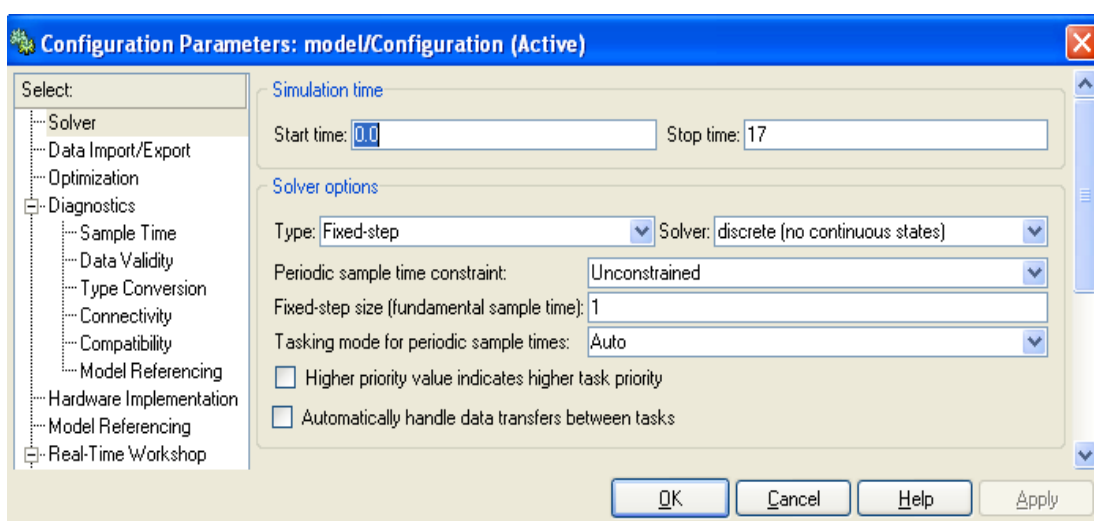 Configuration Parameters: model/Configuration (Active)
Select:
Solver
Data Import/Export
Optimization
Diagnostics
Sample Time
Data Validity
Type Conversion
Connectivity
Compatibility
Model Referencing
Hardware Implementation
Model Referencing
Real-Time Workshop
Simulation time
Start time: 0.0 Stop time: 17
Solver options
Type: Fixed-step Solver: discrete (no continuous states)
Periodic sample time constraint: Unconstrained
Fixed-step size (fundamental sample time): 1
Tasking mode for periodic sample times: Auto
Higher priority value indicates higher task priority
Automatically handle data transfers between tasks
OK Cancel Help Apply